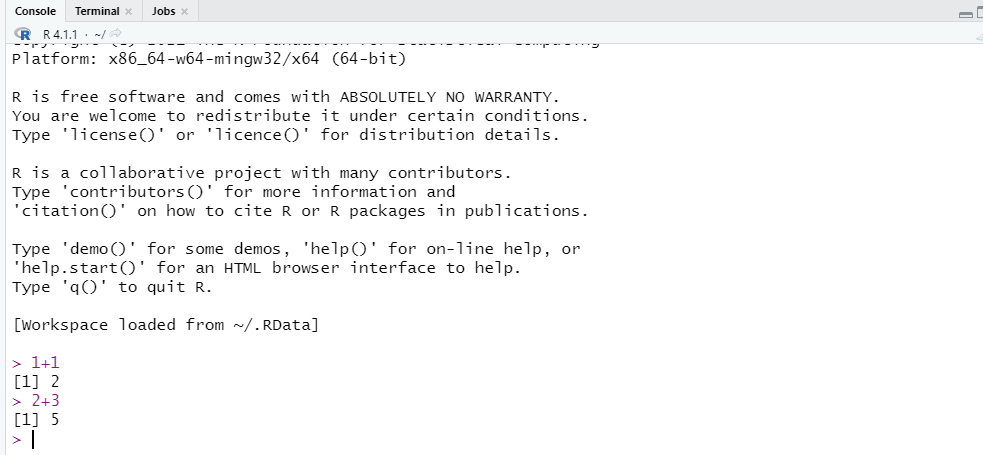 Console Terminal Jobs
R 4.1.1 · ~/
Platform: x86_64-w64-mingw32/x64 (64-bit)
R is free software and comes with ABSOLUTELY NO WARRANTY.
You are welcome to redistribute it under certain conditions.
Type 'license()' or 'licence()' for distribution details.
R is a collaborative project with many contributors.
Type 'contributors()' for more information and
'citation()' on how to cite R or R packages in publications.
Type 'demo()' for some demos, 'help()' for on-line help, or
'help.start()' for an HTML browser interface to help.
Type 'q()' to quit R.
[Workspace loaded from ~/.RData]
> 1+1
[1] 2
> 2+3
[1] 5
>